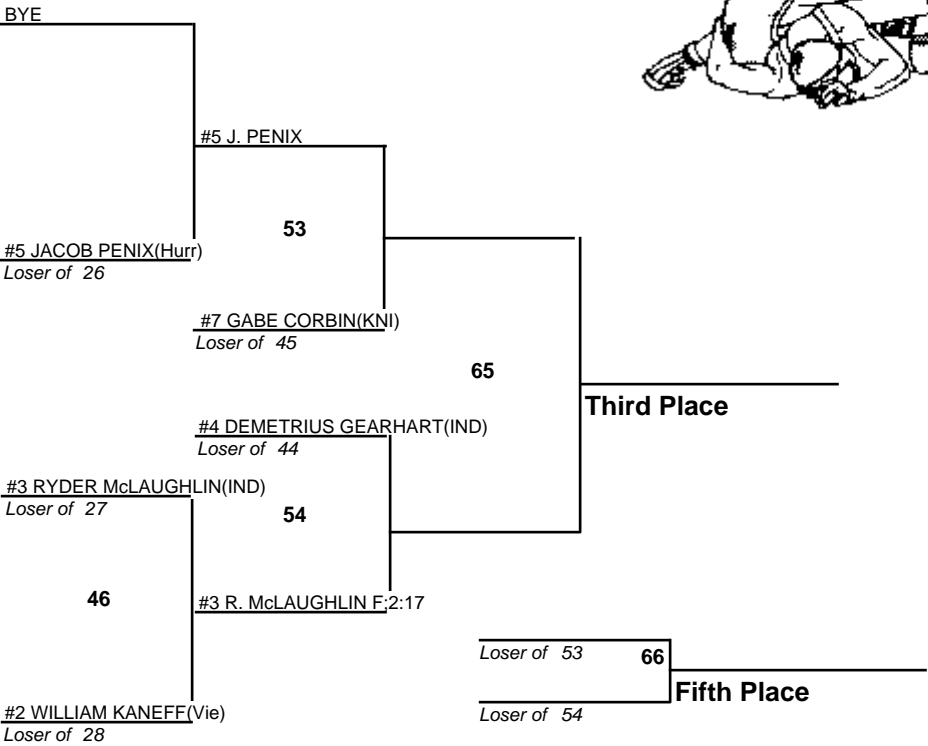 BYE
#5 J. PENIX
53
#5 JACOB PENIX(Hurr)
Loser of 26
#7 GABE CORBIN(KNI)
Loser of 45
65
Third Place
#4 DEMETRIUS GEARHART(IND)
Loser of 44
#3 RYDER McLAUGHLIN(IND)
Loser of 27
54
46
#3 R. McLAUGHLIN F;2:17
Loser of 53
66
Fifth Place
#2 WILLIAM KANEFF(Vie)
Loser of 28
Loser of 54